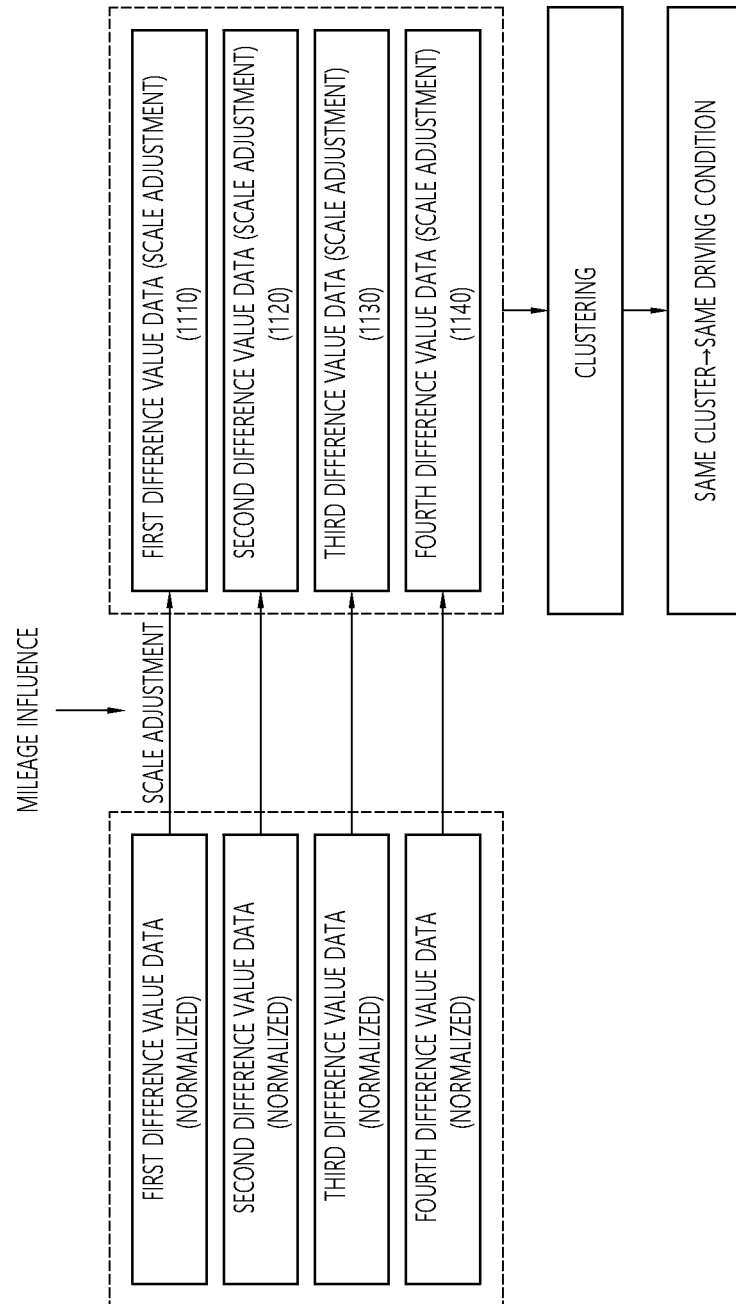 MILEAGE INFLUENCE
SCALE ADJUSTMENT
FIRST DIFFERENCE VALUE DATA
(NORMALIZED)
SECOND DIFFERENCE VALUE DATA
(NORMALIZED)
THIRD DIFFERENCE VALUE DATA
(NORMALIZED)
FOURTH DIFFERENCE VALUE DATA
(NORMALIZED)
FIRST DIFFERENCE VALUE DATA (SCALE ADJUSTMENT)
(1110)
SECOND DIFFERENCE VALUE DATA (SCALE ADJUSTMENT)
(1120)
THIRD DIFFERENCE VALUE DATA (SCALE ADJUSTMENT)
(1130)
FOURTH DIFFERENCE VALUE DATA (SCALE ADJUSTMENT)
(1140)
CLUSTERING
SAME CLUSTER→SAME DRIVING CONDITION